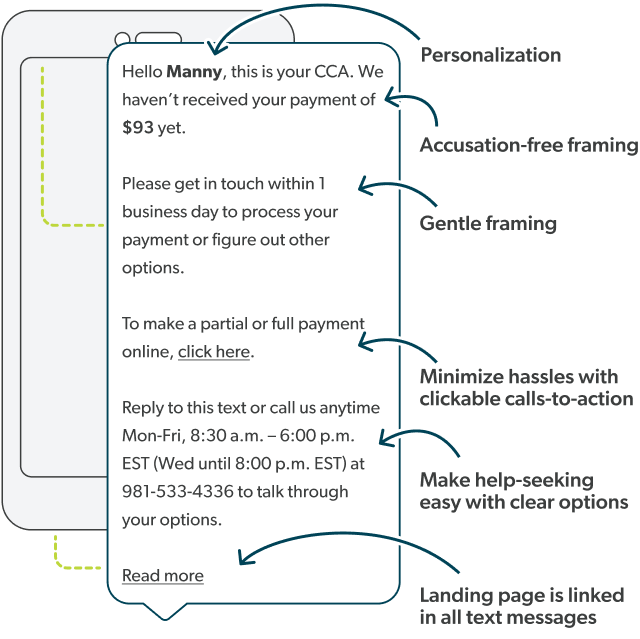 Personalization
Hello Manny, this is your CCA. We
haven't received your payment of
$93 yet.
Accusation-free framing
Please get in touch within 1
business day to process your
payment or figure out other
options.
Gentle framing
To make a partial or full payment
online, click here.
Minimize hassles with
clickable calls-to-action
Reply to this text or call us anytime
Mon-Fri, 8:30 a.m. – 6:00 p.m.
EST (Wed until 8:00 p.m. EST) at
981-533-4336 to talk through
your options.
Make help-seeking
easy with clear options
Read more
Landing page is linked
in all text messages